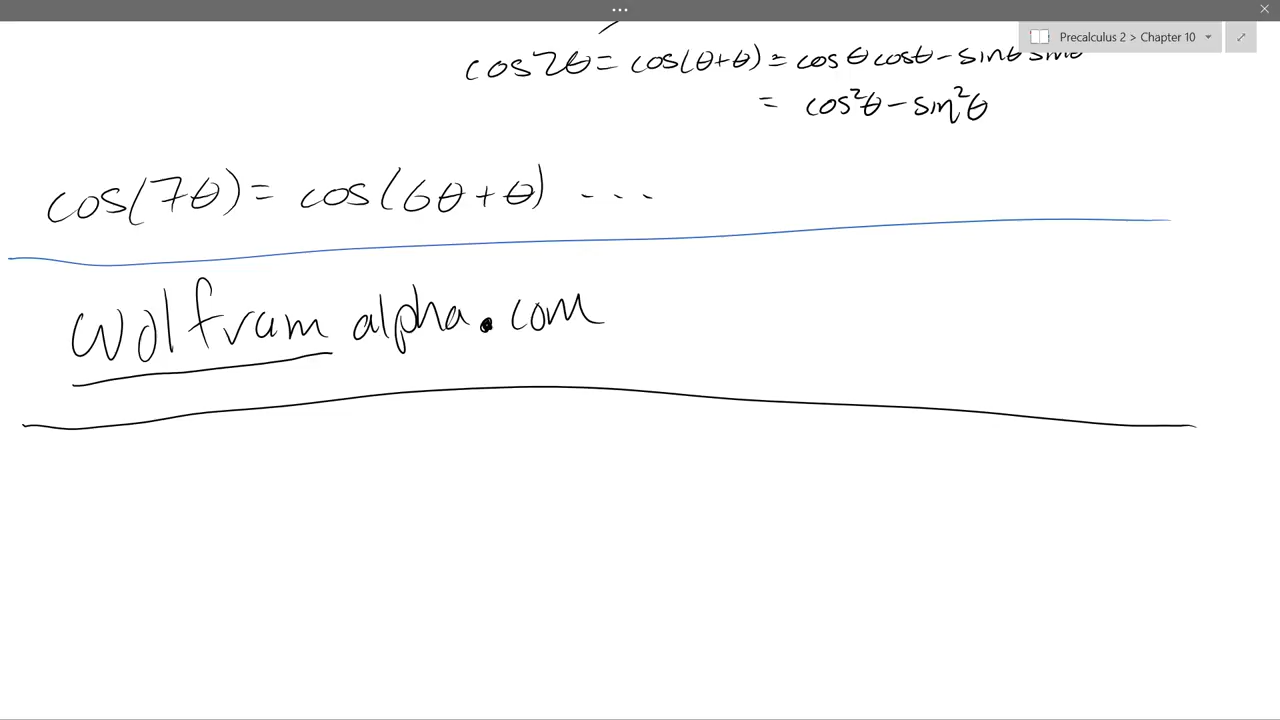 Precalculus 2 > Chapter 10
cos2θ = cos(θ+θ) = cosθcosθ − sinθsinθ
= cos²θ − sin²θ
cos(7θ) = cos(6θ+θ) ...
wolfram alpha.com